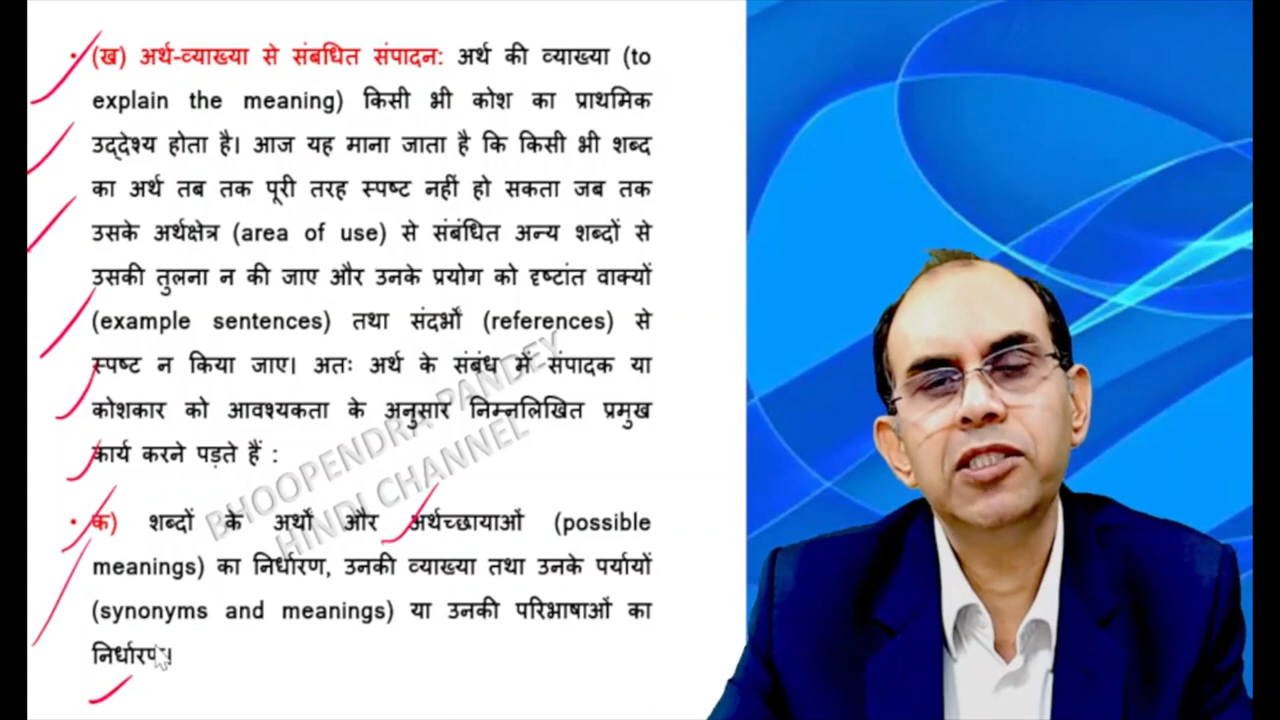 • (ख) अर्थ-व्याख्या से संबधित संपादन: अर्थ की व्याख्या (to
explain the meaning) किसी भी कोश का प्राथमिक
उद्देश्य होता है। आज यह माना जाता है कि किसी भी शब्द
का अर्थ तब तक पूरी तरह स्पष्ट नहीं हो सकता जब तक
उसके अर्थक्षेत्र (area of use) से संबंधित अन्य शब्दों से
उसकी तुलना न की जाए और उनके प्रयोग को दृष्टांत वाक्यों
(example sentences) तथा संदर्भों (references) से
स्पष्ट न किया जाए। अतः अर्थ के संबंध में संपादक या
कोशकार को आवश्यकता के अनुसार निम्नलिखित प्रमुख
कार्य करने पड़ते हैं :
• क) शब्दों के अर्थों और अर्थच्छायाओं (possible
meanings) का निर्धारण, उनकी व्याख्या तथा उनके पर्यायों
(synonyms and meanings) या उनकी परिभाषाओं का
निर्धारण।
BHOOPENDRA PANDEY
HINDI CHANNEL